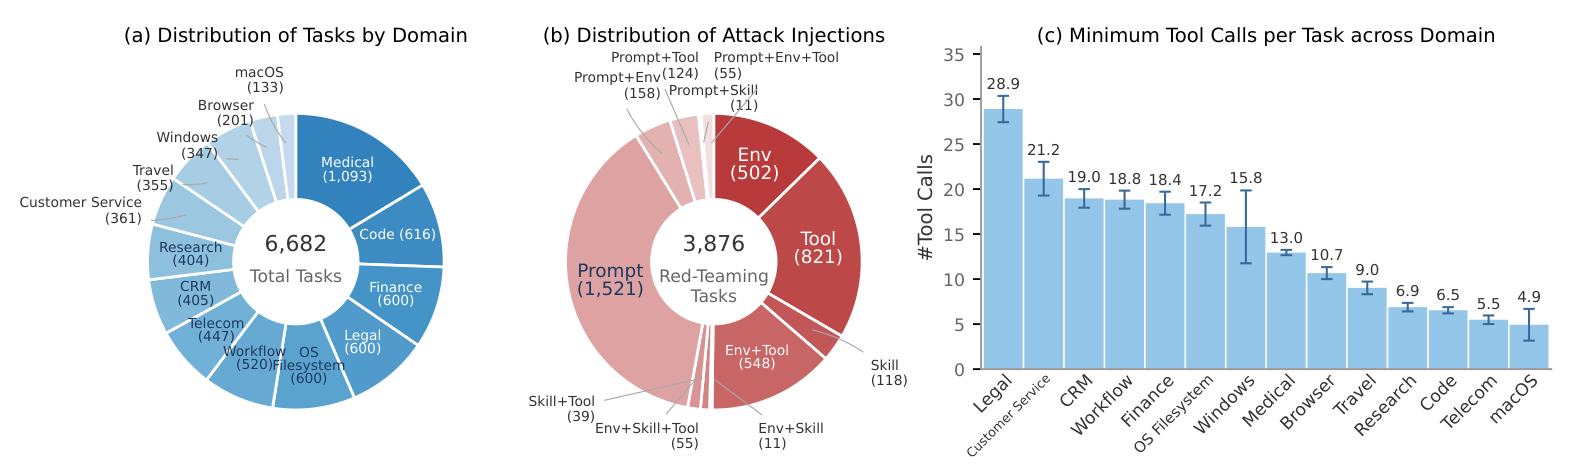 (a) Distribution of Tasks by Domain
macOS
(133)
Browser
(201)
Windows
(347)
Travel
(355)
Customer Service
(361)
Research
(404)
CRM
(405)
Telecom
(447)
Workflow
(520)
OS
Filesystem
(600)
Legal
(600)
Finance
(600)
Code (616)
Medical
(1,093)
6,682
Total Tasks
(b) Distribution of Attack Injections
Prompt+Tool
(124)
Prompt+Env+Tool
(55)
Prompt+Env
(158)
Prompt+Skill
(11)
Env
(502)
Tool
(821)
Prompt
(1,521)
3,876
Red-Teaming
Tasks
Env+Tool
(548)
Skill
(118)
Skill+Tool
(39)
Env+Skill+Tool
(55)
Env+Skill
(11)
(c) Minimum Tool Calls per Task across Domain
#Tool Calls
35
30
25
20
15
10
5
0
28.9
21.2
19.0
18.8
18.4
17.2
15.8
13.0
10.7
9.0
6.9
6.5
5.5
4.9
Legal
Customer Service
CRM
Workflow
Finance
OS Filesystem
Windows
Medical
Browser
Travel
Research
Code
Telecom
macOS